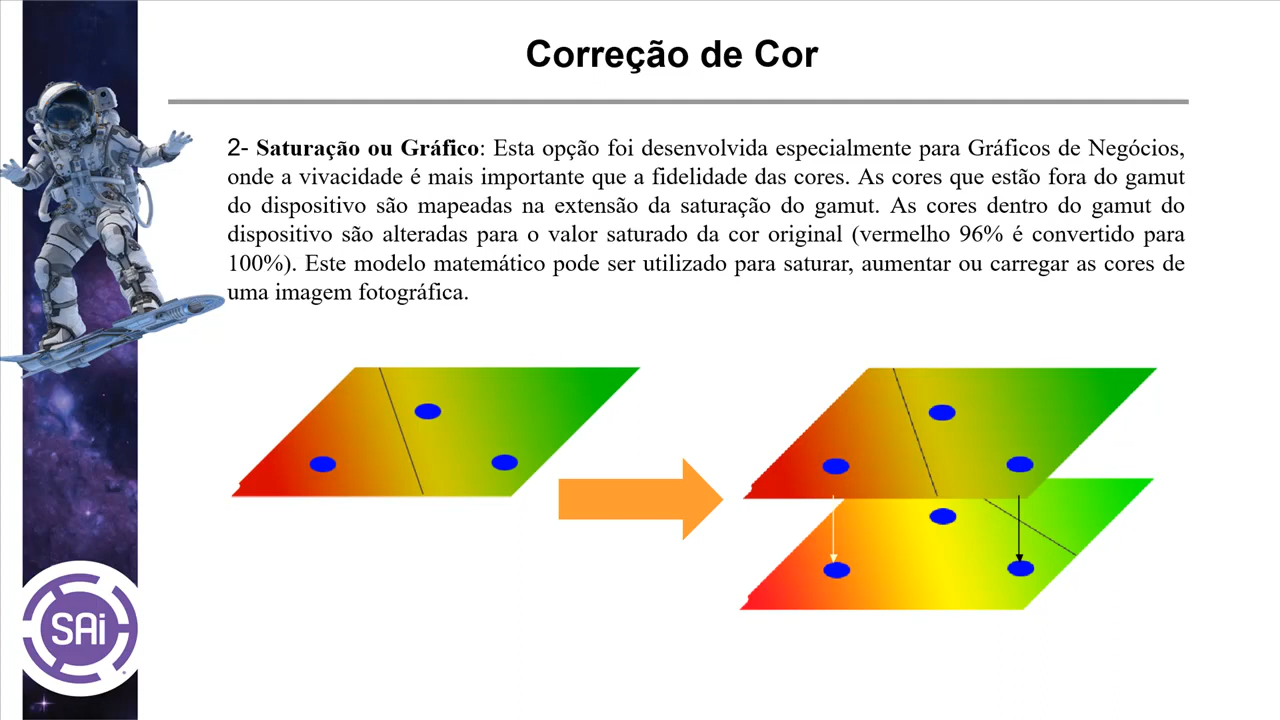 Correção de Cor
2- Saturação ou Gráfico: Esta opção foi desenvolvida especialmente para Gráficos de Negócios,
onde a vivacidade é mais importante que a fidelidade das cores. As cores que estão fora do gamut
do dispositivo são mapeadas na extensão da saturação do gamut. As cores dentro do gamut do
dispositivo são alteradas para o valor saturado da cor original (vermelho 96% é convertido para
100%). Este modelo matemático pode ser utilizado para saturar, aumentar ou carregar as cores de
uma imagem fotográfica.
SAi